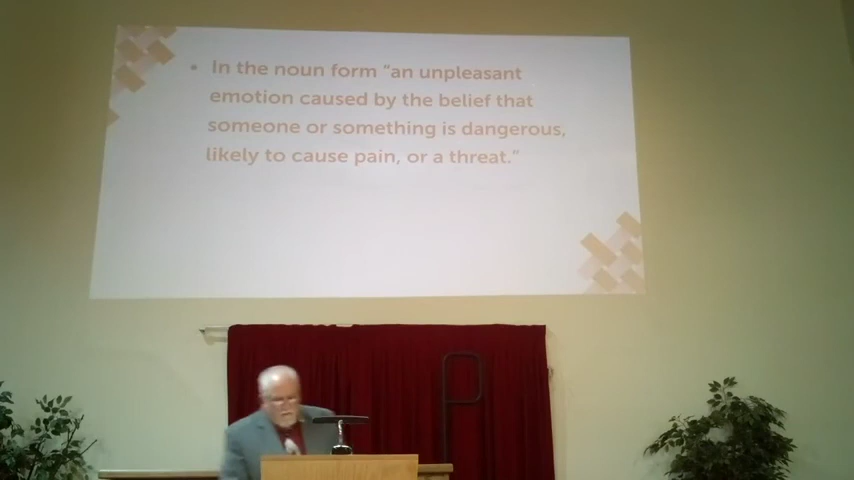 • In the noun form “an unpleasant
emotion caused by the belief that
someone or something is dangerous,
likely to cause pain, or a threat.”